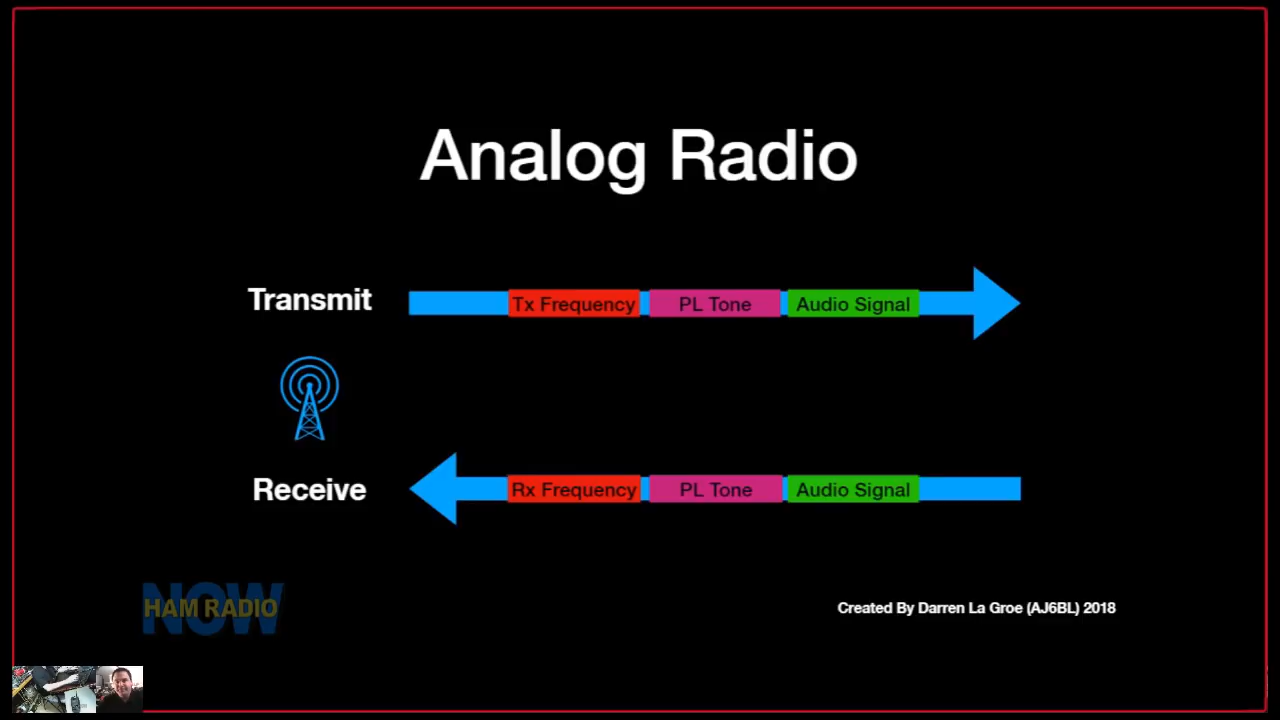 Analog Radio
Transmit
Tx Frequency PL Tone Audio Signal
Receive
Rx Frequency PL Tone Audio Signal
NOW
HAM RADIO
Created By Darren La Groe (AJ6BL) 2018